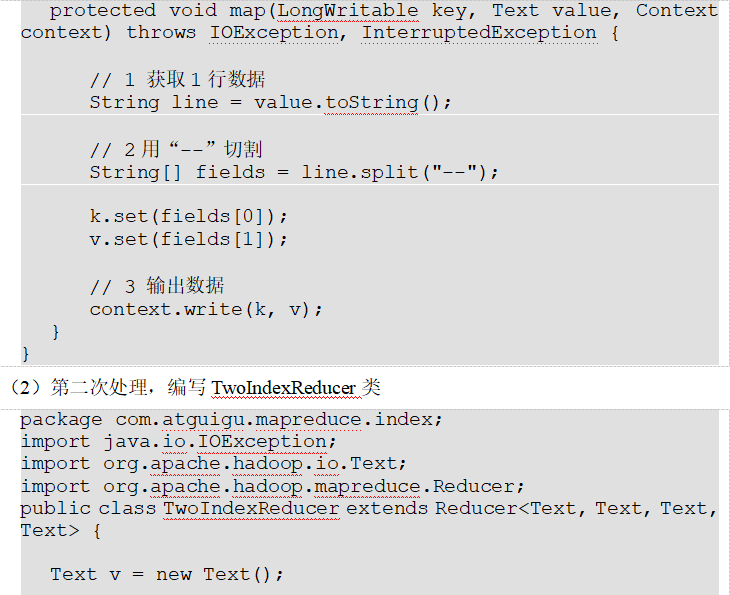 protected void map(LongWritable key, Text value, Context
context) throws IOException, InterruptedException {
// 1 获取1行数据
String line = value.toString();
// 2用“--”切割
String[] fields = line.split("--");
k.set(fields[0]);
v.set(fields[1]);
// 3 输出数据
context.write(k, v);
}
}
（2）第二次处理，编写 TwoIndexReducer 类
package com.atguigu.mapreduce.index;
import java.io.IOException;
import org.apache.hadoop.io.Text;
import org.apache.hadoop.mapreduce.Reducer;
public class TwoIndexReducer extends Reducer<Text, Text, Text,
Text> {
Text v = new Text();